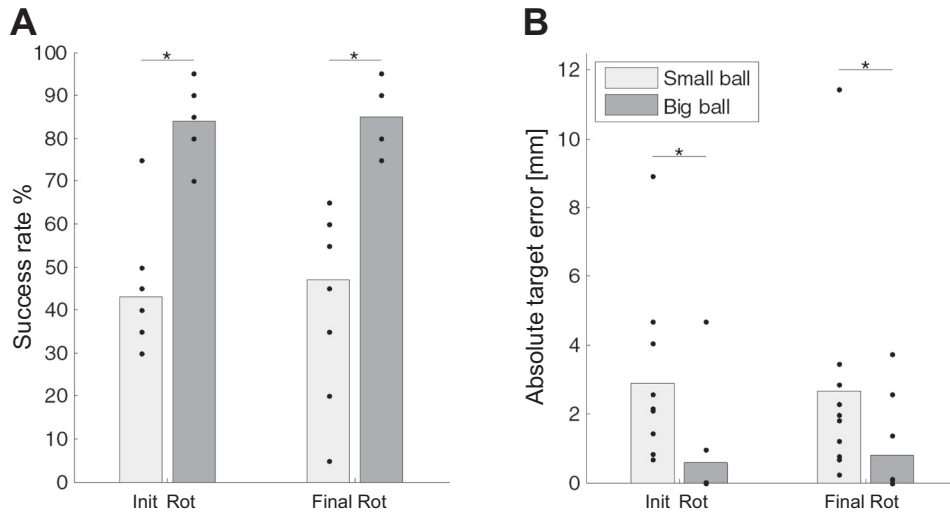 A
B
100
90
80
70
60
50
40
30
20
10
0
Success rate %
*
*
Init Rot
Final Rot
12
10
8
6
4
2
0
Absolute target error [mm]
Small ball
Big ball
*
*
Init Rot
Final Rot